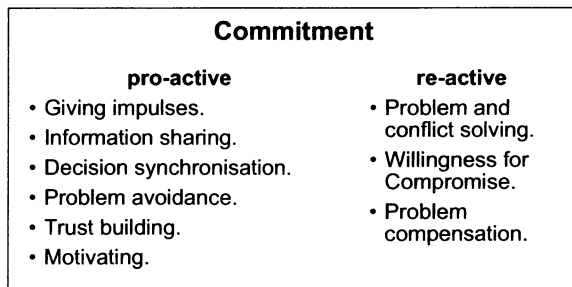 Commitment
pro-active
• Giving impulses.
• Information sharing.
• Decision synchronisation.
• Problem avoidance.
• Trust building.
• Motivating.
re-active
• Problem and
conflict solving.
• Willingness for
Compromise.
• Problem
compensation.